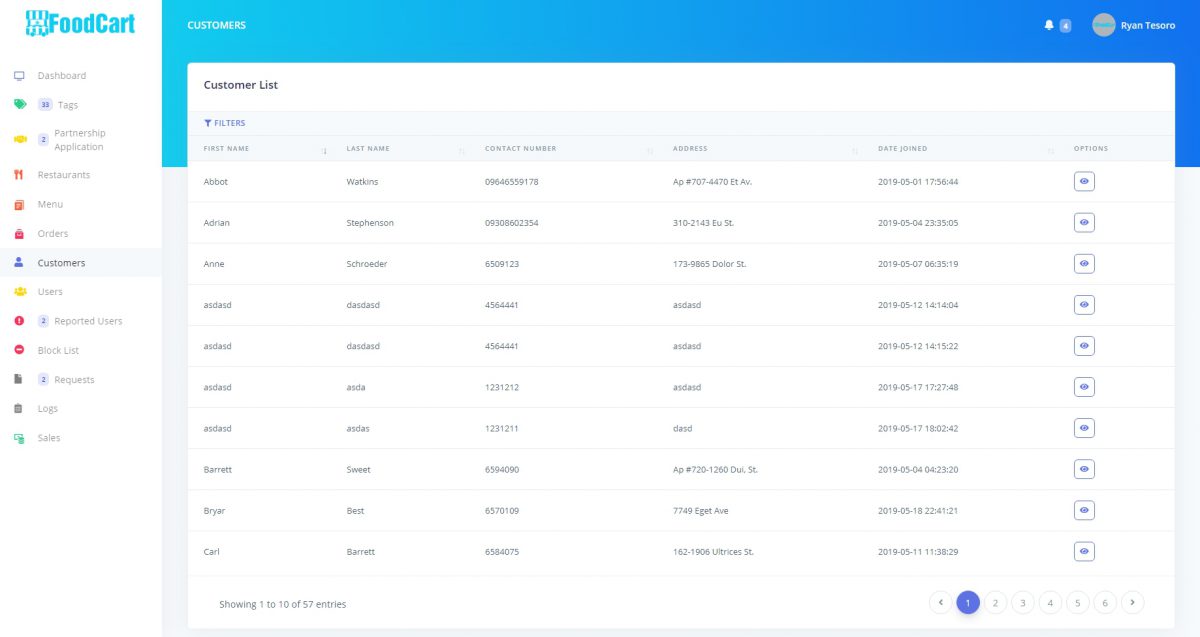 FoodCart
CUSTOMERS
4
Ryan Tesoro
Dashboard
33 Tags
2 Partnership
Application
Restaurants
Menu
Orders
Customers
Users
2 Reported Users
Block List
2 Requests
Logs
Sales
Customer List
FILTERS
FIRST NAME LAST NAME CONTACT NUMBER ADDRESS DATE JOINED OPTIONS
Abbot Watkins 09646559178 Ap #707-4470 Et Av. 2019-05-01 17:56:44
Adrian Stephenson 09308602354 310-2143 Eu St. 2019-05-04 23:35:05
Anne Schroeder 6509123 173-9865 Dolor St. 2019-05-07 06:35:19
asdasd dasdasd 4564441 asdasd 2019-05-12 14:14:04
asdasd dasdasd 4564441 asdasd 2019-05-12 14:15:22
asdasd asda 1231212 asdasd 2019-05-17 17:27:48
asdasd asdas 1231211 dasd 2019-05-17 18:02:42
Barrett Sweet 6594090 Ap #720-1260 Dui, St. 2019-05-04 04:23:20
Bryar Best 6570109 7749 Eget Ave 2019-05-18 22:41:21
Carl Barrett 6584075 162-1906 Ultrices St. 2019-05-11 11:38:29
Showing 1 to 10 of 57 entries
1 2 3 4 5 6